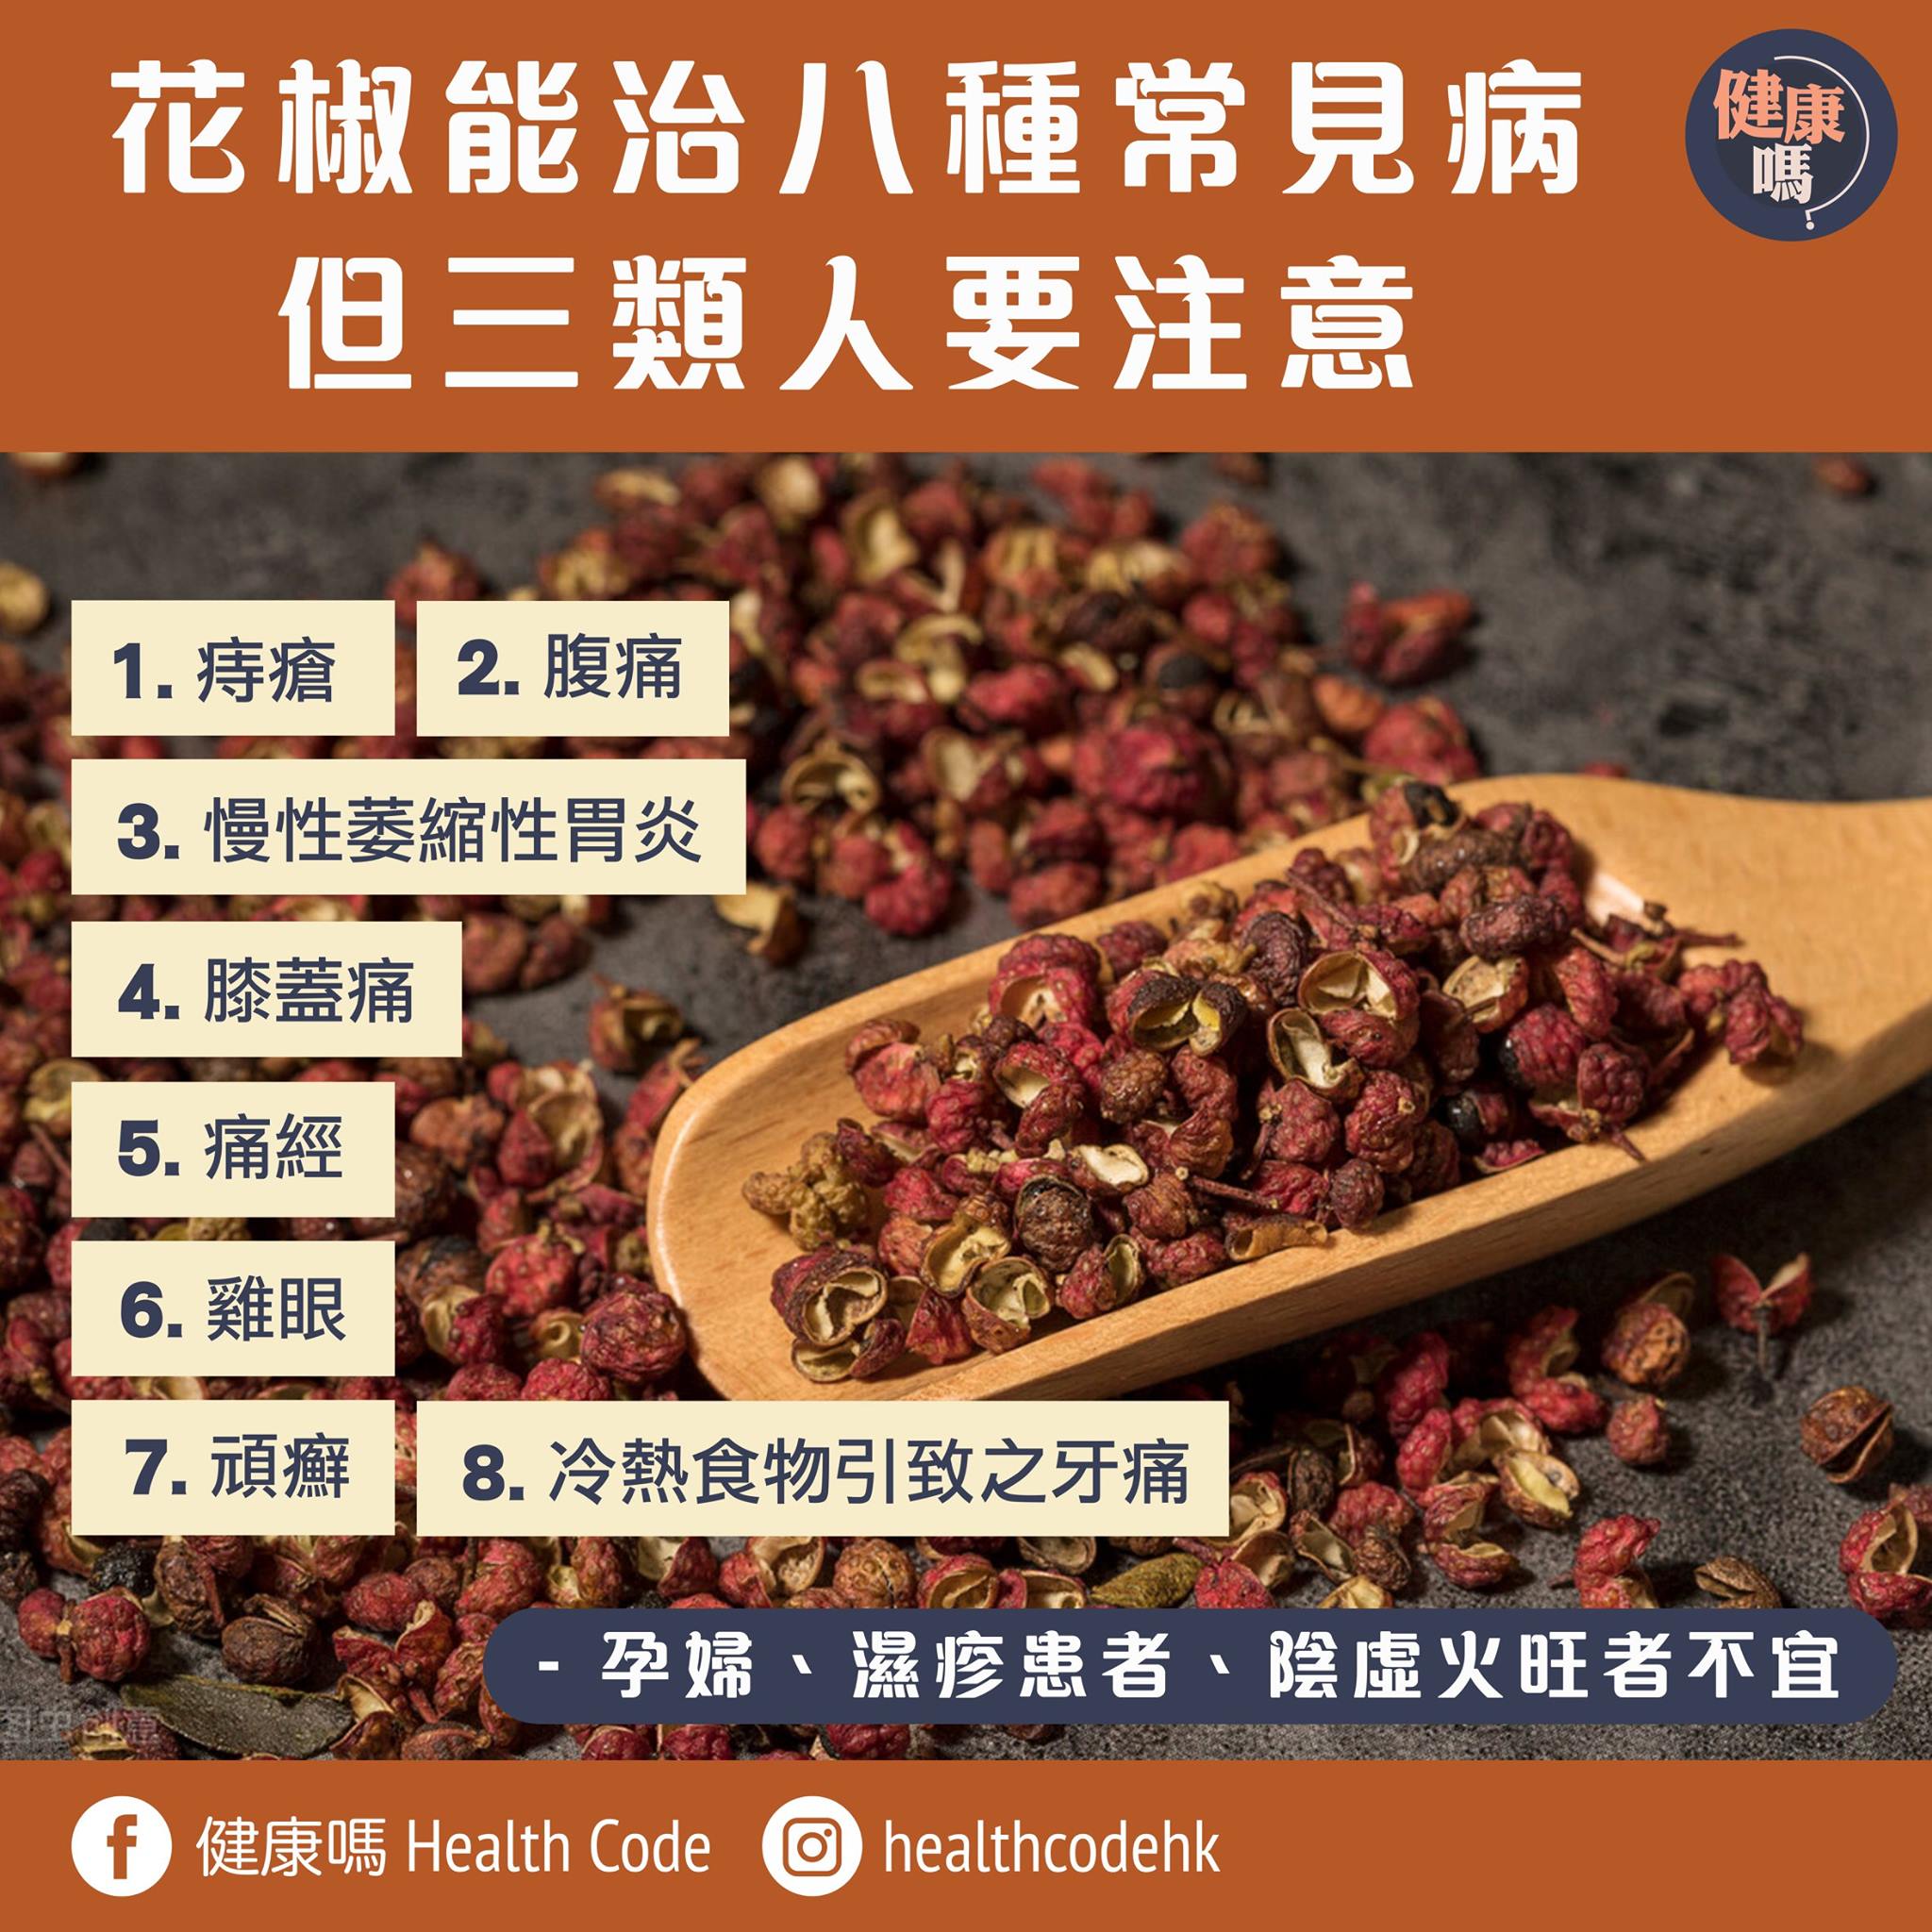 花椒能治八種常見病
但三類人要注意
健康
嗎?
1. 痔瘡
2. 腹痛
3. 慢性萎縮性胃炎
4. 膝蓋痛
5. 痛經
6. 雞眼
7. 頑癬
8. 冷熱食物引致之牙痛
- 孕婦、濕疹患者、陰虛火旺者不宜
健康嗎 Health Code
healthcodehk